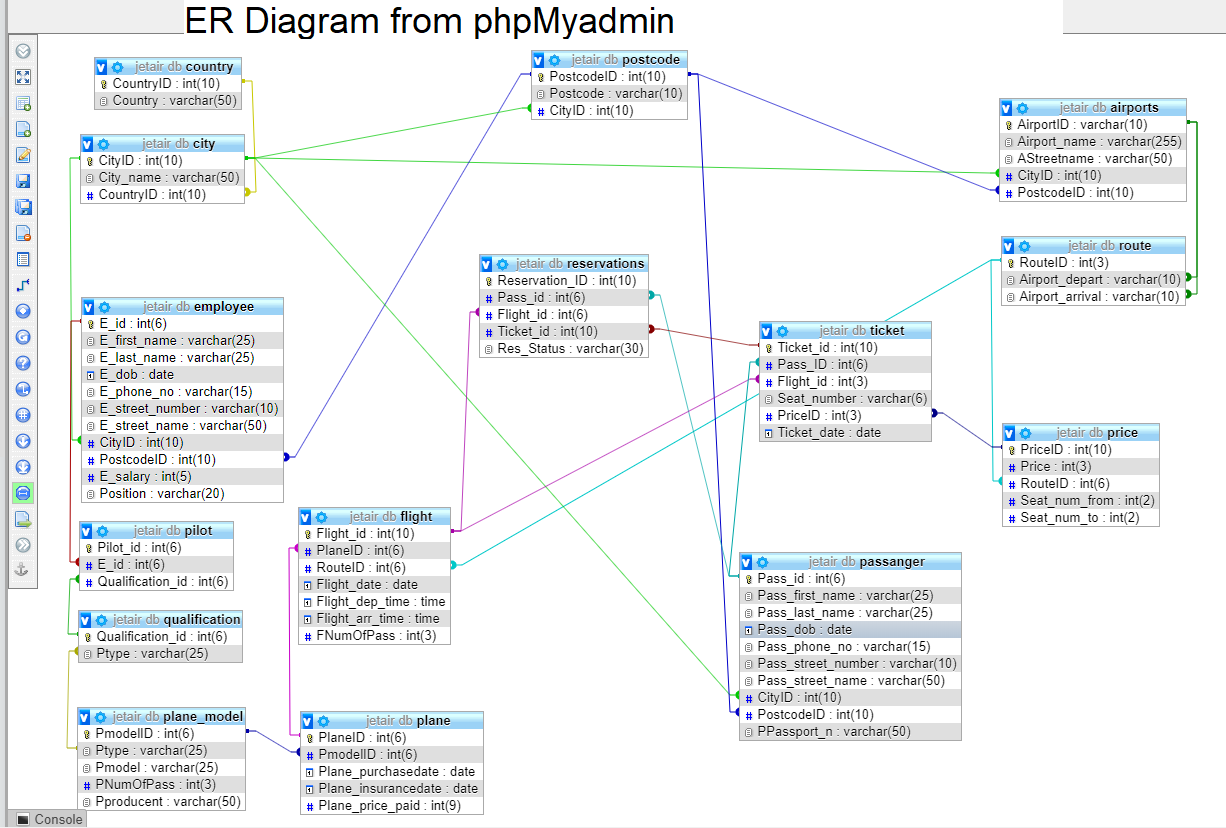 ER Diagram from phpMyadmin
jetair db country
CountryID : int(10)
Country : varchar(50)
jetair db city
CityID : int(10)
City_name : varchar(50)
CountryID : int(10)
jetair db postcode
PostcodeID : int(10)
Postcode : varchar(10)
CityID : int(10)
jetair db airports
AirportID : varchar(10)
Airport_name : varchar(255)
AStreetname : varchar(50)
CityID : int(10)
PostcodeID : int(10)
jetair db route
RouteID : int(3)
Airport_depart : varchar(10)
Airport_arrival : varchar(10)
jetair db reservations
Reservation_ID : int(10)
Pass_id : int(6)
Flight_id : int(6)
Ticket_id : int(10)
Res_Status : varchar(30)
jetair db employee
E_id : int(6)
E_first_name : varchar(25)
E_last_name : varchar(25)
E_dob : date
E_phone_no : varchar(15)
E_street_number : varchar(10)
E_street_name : varchar(50)
CityID : int(10)
PostcodeID : int(10)
E_salary : int(5)
Position : varchar(20)
jetair db ticket
Ticket_id : int(10)
Pass_ID : int(6)
Flight_id : int(3)
Seat_number : varchar(6)
PriceID : int(3)
Ticket_date : date
jetair db price
PriceID : int(10)
Price : int(3)
RouteID : int(6)
Seat_num_from : int(2)
Seat_num_to : int(2)
jetair db pilot
Pilot_id : int(6)
E_id : int(6)
Qualification_id : int(6)
jetair db flight
Flight_id : int(10)
PlaneID : int(6)
RouteID : int(6)
Flight_date : date
Flight_dep_time : time
Flight_arr_time : time
FNumOfPass : int(3)
jetair db passanger
Pass_id : int(6)
Pass_first_name : varchar(25)
Pass_last_name : varchar(25)
Pass_dob : date
Pass_phone_no : varchar(15)
Pass_street_number : varchar(10)
Pass_street_name : varchar(50)
CityID : int(10)
PostcodeID : int(10)
PPassport_n : varchar(50)
jetair db qualification
Qualification_id : int(6)
Ptype : varchar(25)
jetair db plane_model
PmodelID : int(6)
Ptype : varchar(25)
Pmodel : varchar(25)
PNumOfPass : int(3)
Pproducent : varchar(50)
jetair db plane
PlaneID : int(6)
PmodelID : int(6)
Plane_purchasedate : date
Plane_insurancedate : date
Plane_price_paid : int(9)
Console